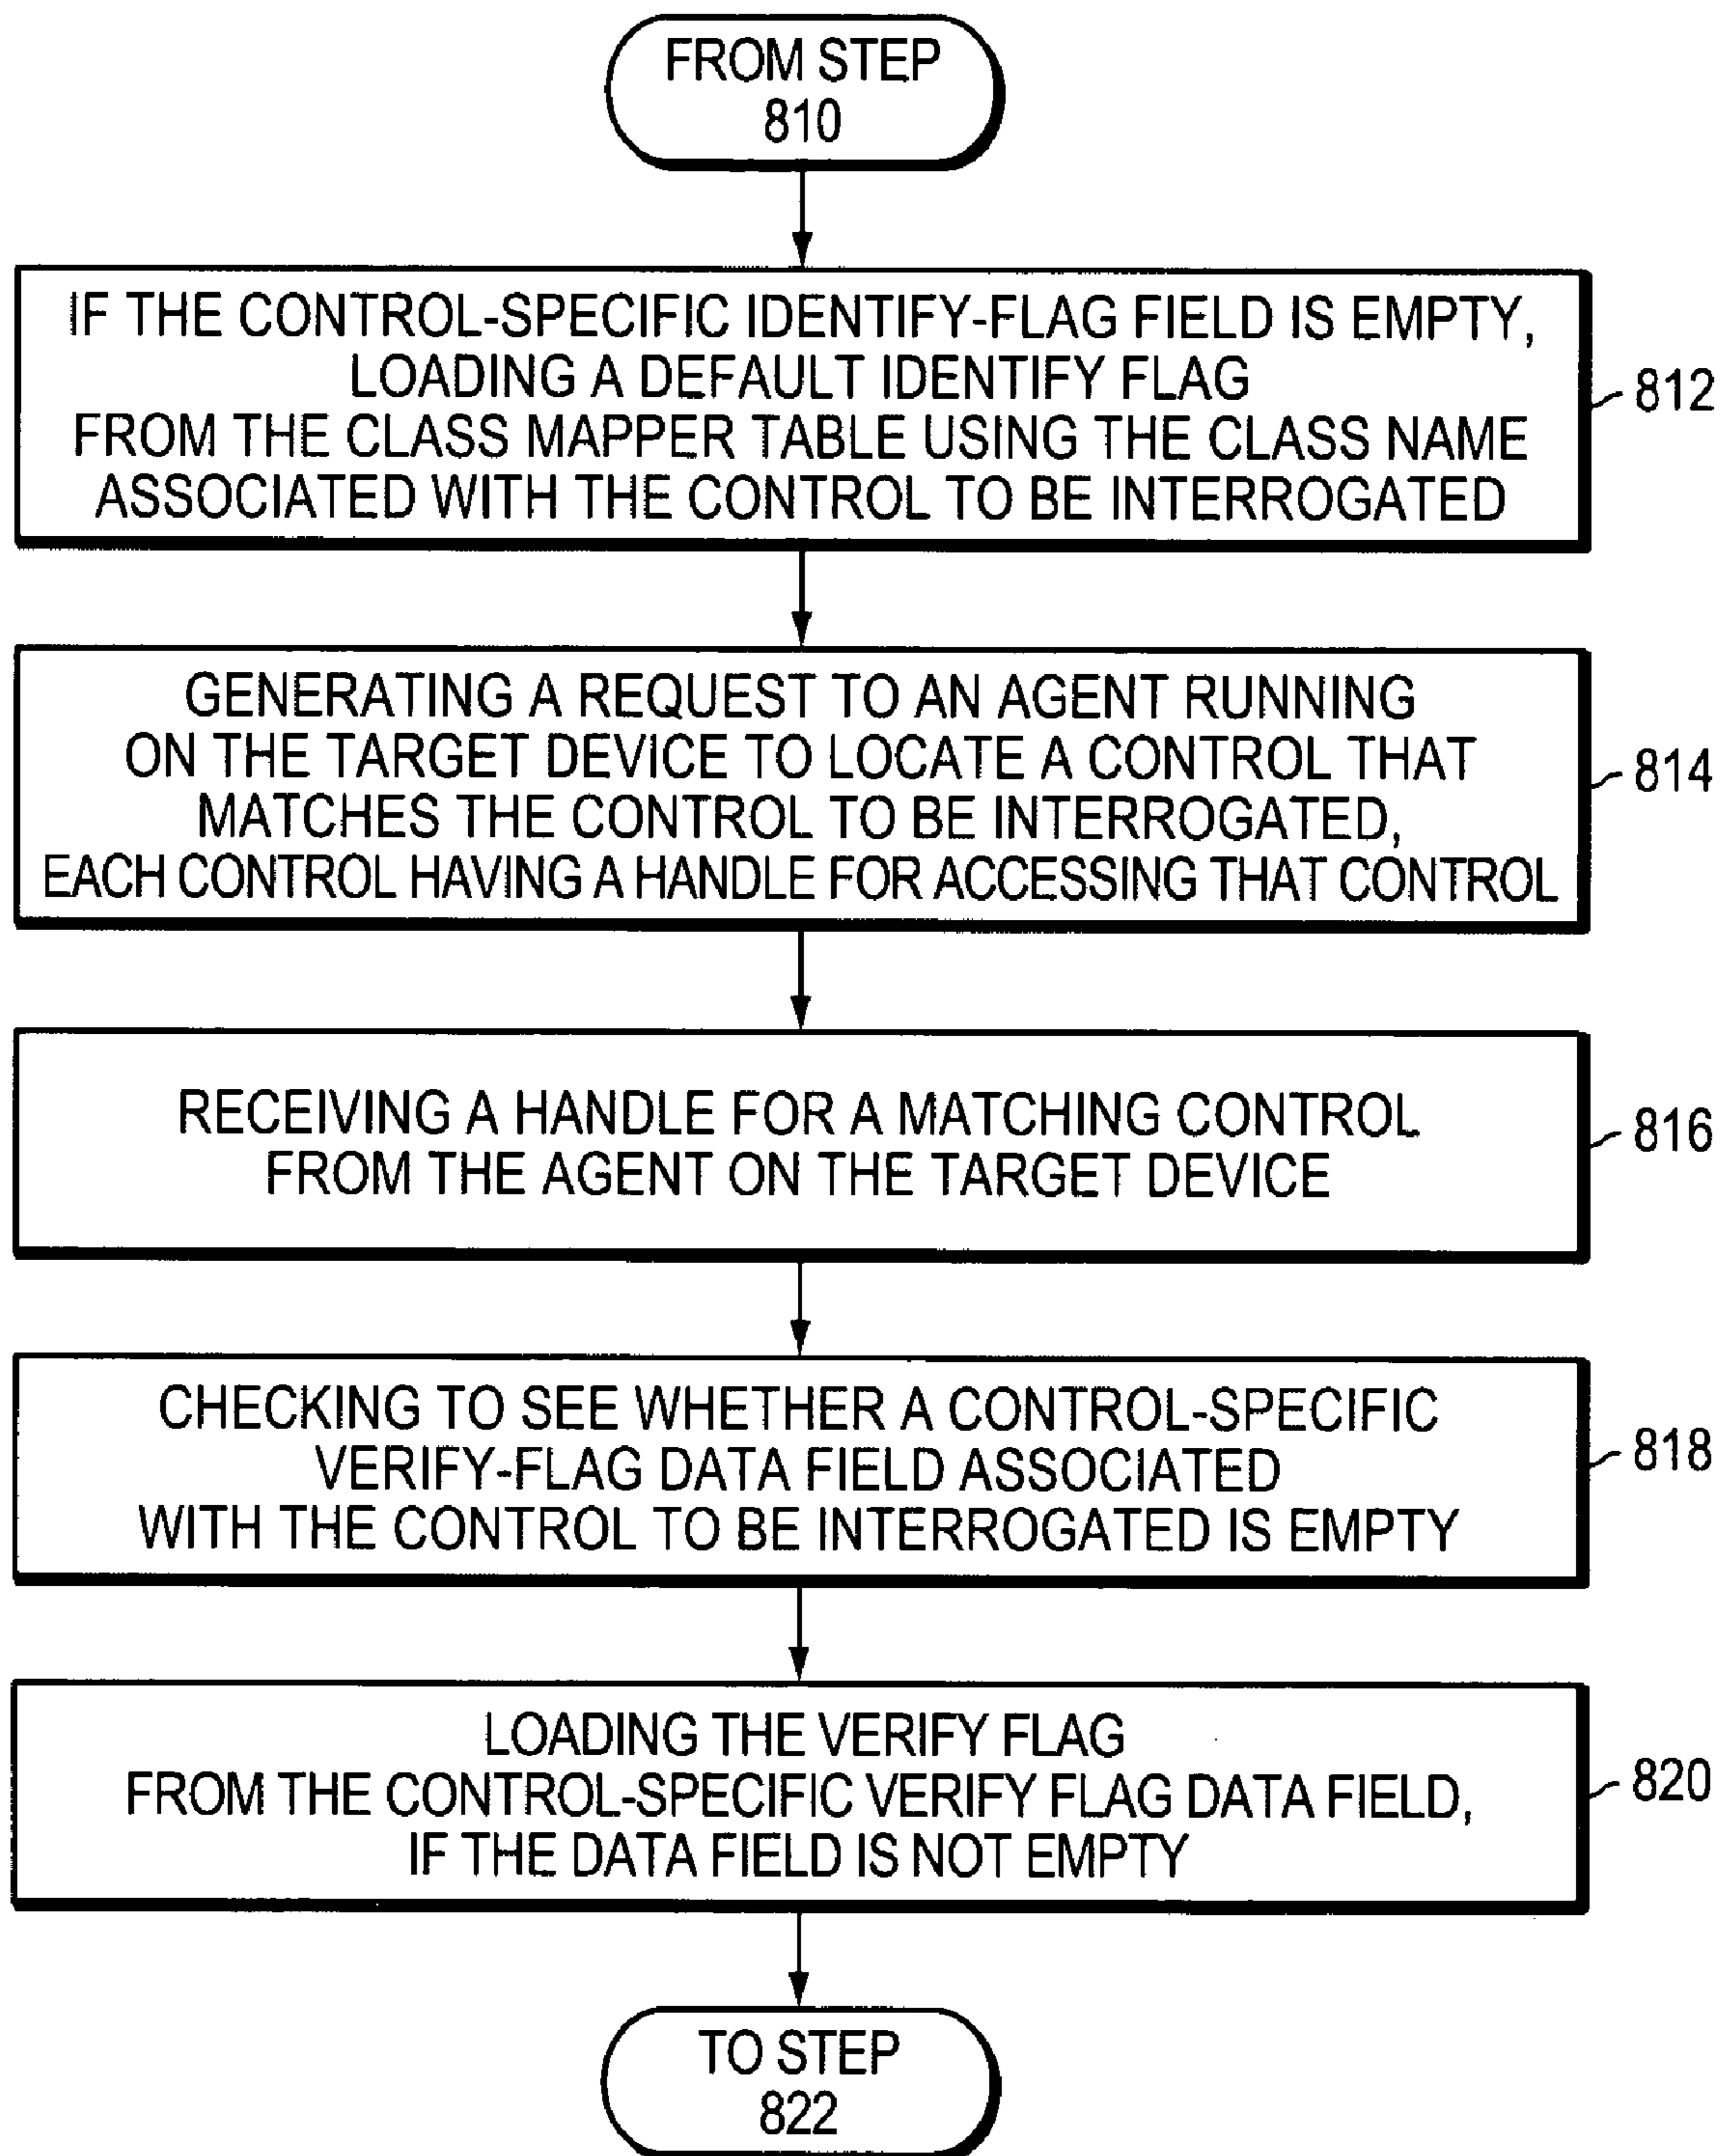 FROM STEP
810
IF THE CONTROL-SPECIFIC IDENTIFY-FLAG FIELD IS EMPTY,
LOADING A DEFAULT IDENTIFY FLAG
FROM THE CLASS MAPPER TABLE USING THE CLASS NAME
ASSOCIATED WITH THE CONTROL TO BE INTERROGATED
812
GENERATING A REQUEST TO AN AGENT RUNNING
ON THE TARGET DEVICE TO LOCATE A CONTROL THAT
MATCHES THE CONTROL TO BE INTERROGATED,
EACH CONTROL HAVING A HANDLE FOR ACCESSING THAT CONTROL
814
RECEIVING A HANDLE FOR A MATCHING CONTROL
FROM THE AGENT ON THE TARGET DEVICE
816
CHECKING TO SEE WHETHER A CONTROL-SPECIFIC
VERIFY-FLAG DATA FIELD ASSOCIATED
WITH THE CONTROL TO BE INTERROGATED IS EMPTY
818
LOADING THE VERIFY FLAG
FROM THE CONTROL-SPECIFIC VERIFY FLAG DATA FIELD,
IF THE DATA FIELD IS NOT EMPTY
820
TO STEP
822